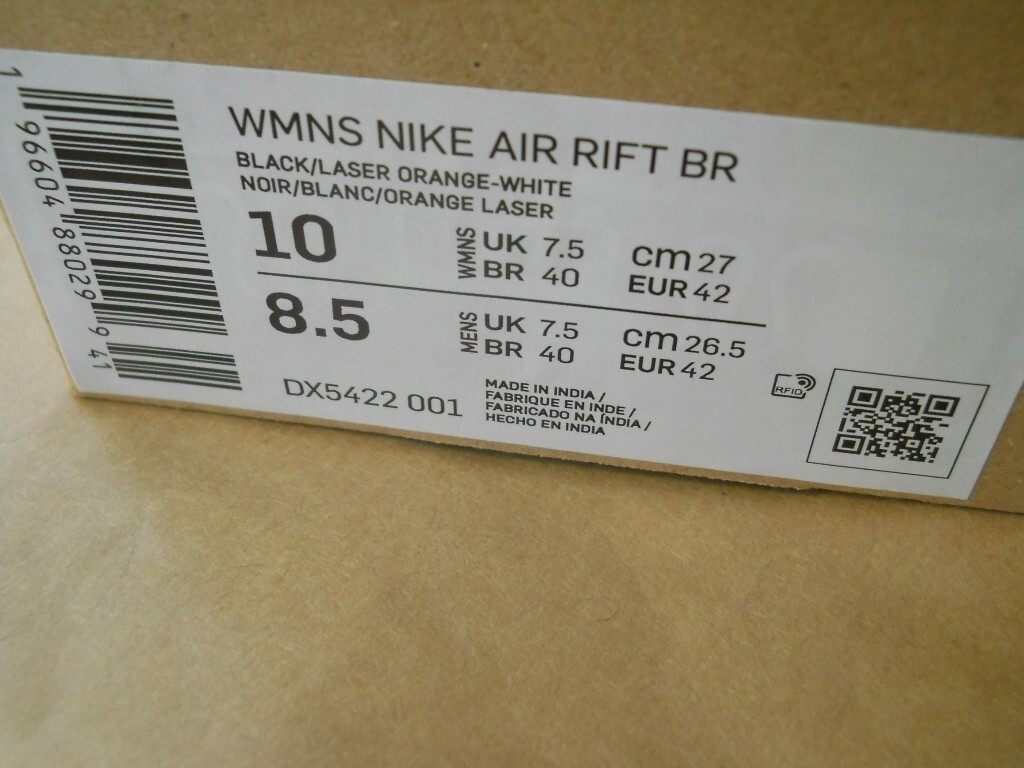 WMNS NIKE AIR RIFT BR
BLACK/LASER ORANGE-WHITE
NOIR/BLANC/ORANGE LASER
10
WMNS
UK 7.5 cm 27
BR 40 EUR 42
8.5
MENS
UK 7.5 cm 26.5
BR 40 EUR 42
DX5422 001
MADE IN INDIA /
FABRIQUE EN INDE /
FABRICADO NA ÍNDIA /
HECHO EN INDIA
RFID
1 96604 88029 9 41